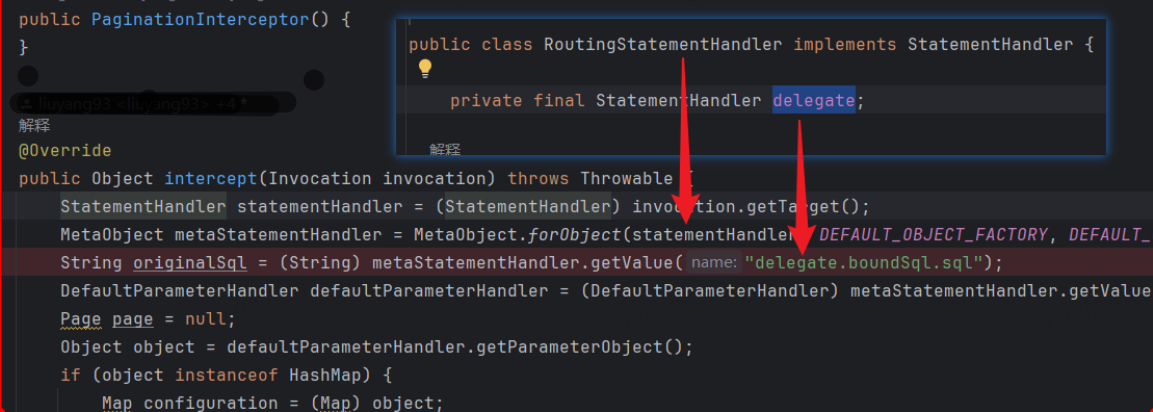 public PaginationInterceptor() {
}
liuyang93 <liuyang93> +4 *
解释
@Override
public Object intercept(Invocation invocation) throws Throwable {
StatementHandler statementHandler = (StatementHandler) invocation.getTarget();
MetaObject metaStatementHandler = MetaObject.forObject(statementHandler, DEFAULT_OBJECT_FACTORY, DEFAULT_
String originalSql = (String) metaStatementHandler.getValue( name: "delegate.boundSql.sql");
DefaultParameterHandler defaultParameterHandler = (DefaultParameterHandler) metaStatementHandler.getValue
Page page = null;
Object object = defaultParameterHandler.getParameterObject();
if (object instanceof HashMap) {
Map configuration = (Map) object;
public class RoutingStatementHandler implements StatementHandler {
private final StatementHandler delegate;
解释